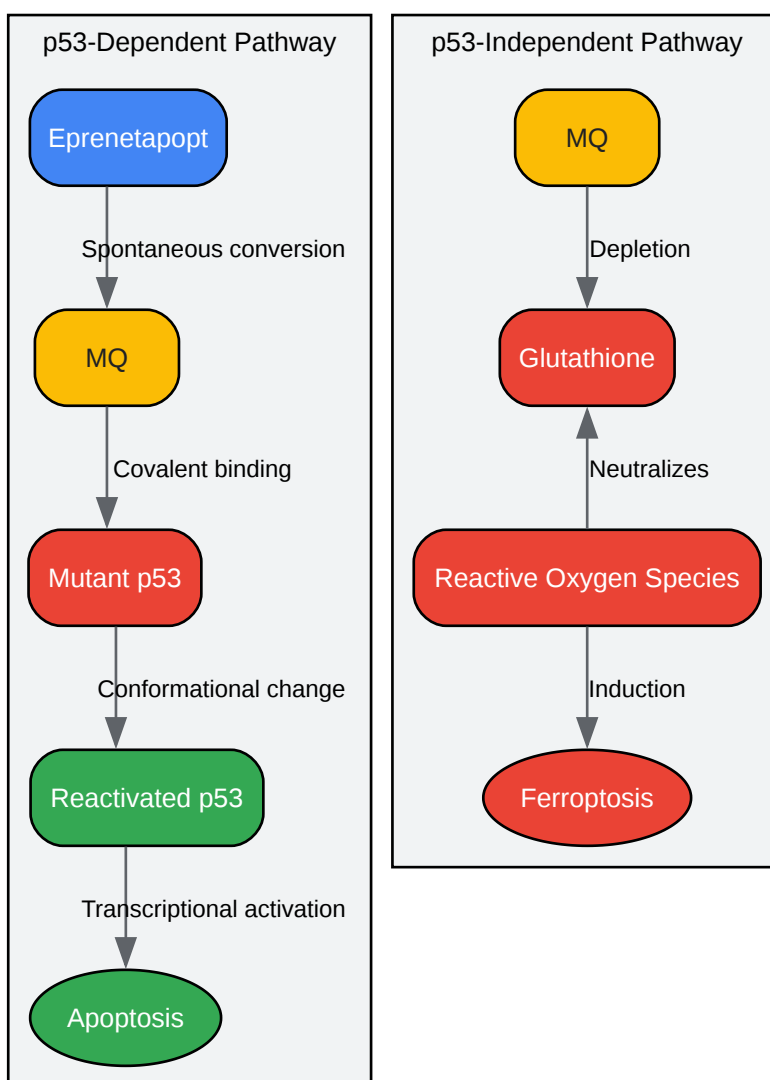 p53-Dependent Pathway
Eprenetapopt
Spontaneous conversion
MQ
Covalent binding
Mutant p53
Conformational change
Reactivated p53
Transcriptional activation
Apoptosis
p53-Independent Pathway
MQ
Depletion
Glutathione
Neutralizes
Reactive Oxygen Species
Induction
Ferroptosis